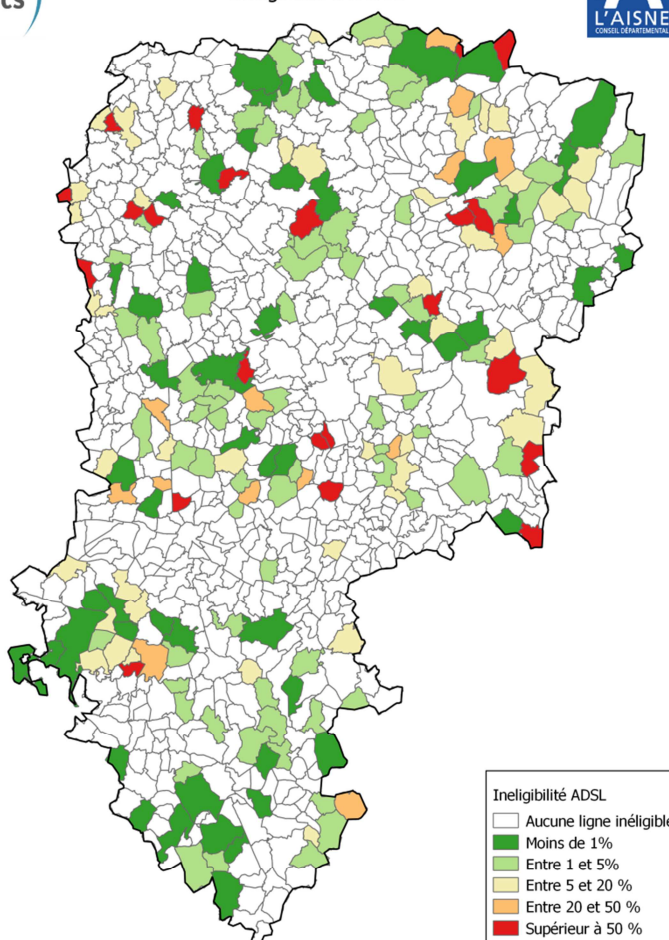 L'AISNE
CONSEIL DÉPARTEMENTAL
Ineligibilité ADSL
Aucune ligne inéligible
Moins de 1%
Entre 1 et 5%
Entre 5 et 20 %
Entre 20 et 50 %
Supérieur à 50 %